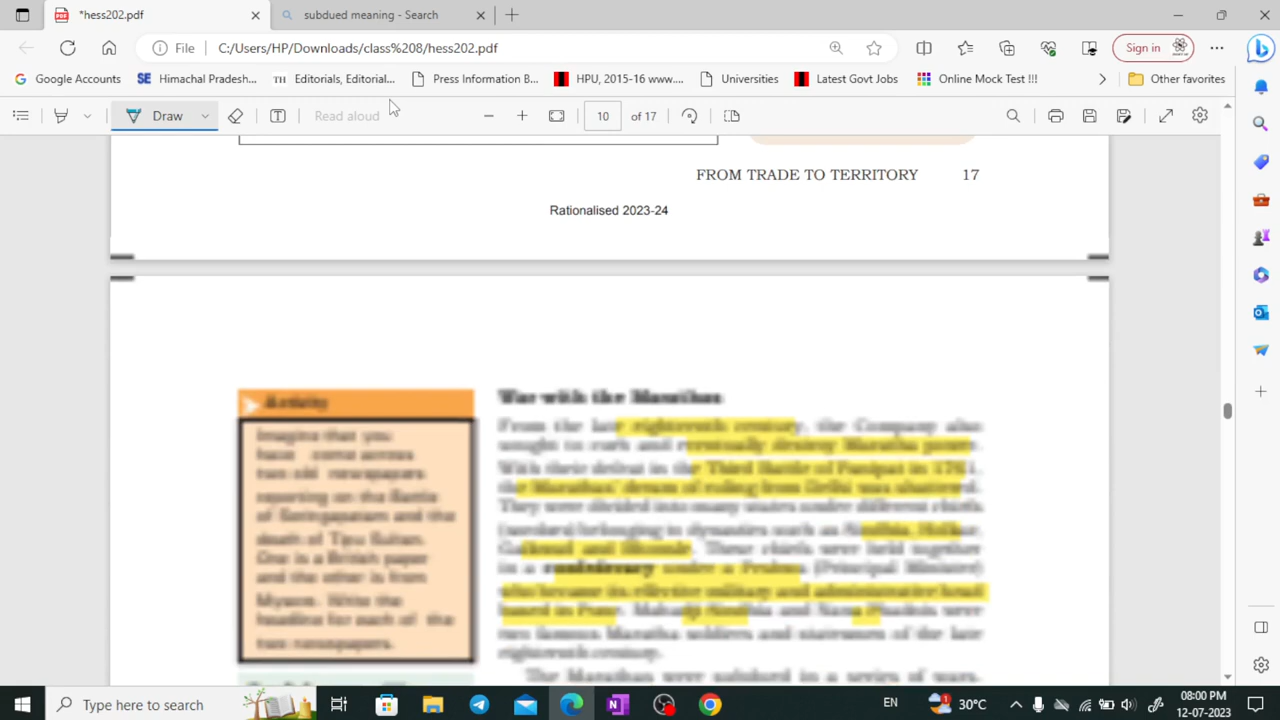 *hess202.pdf
subdued meaning - Search
File
C:/Users/HP/Downloads/class%208/hess202.pdf
Sign in
Google Accounts
SE Himachal Pradesh...
TH Editorials, Editorial...
Press Information B...
HPU, 2015-16 www....
Universities
Latest Govt Jobs
Online Mock Test !!!
Other favorites
Draw
Read aloud
10 of 17
FROM TRADE TO TERRITORY 17
Rationalised 2023-24
Activity
Imagine that you
have come across
two old newspapers
reporting on the Battle
of Seringapatam and the
death of Tipu Sultan.
One is a British paper
and the other is from
Mysore. Write the
headline for each of the
two newspapers.
War with the Marathas
From the late eighteenth century, the Company also
sought to curb and eventually destroy Maratha power.
With their defeat in the Third Battle of Panipat in 1761,
the Marathas' dream of ruling from Delhi was shattered.
They were divided into many states under different chiefs
(sardars) belonging to dynasties such as Sindhia, Holkar,
Gaikwad and Bhonsle. These chiefs were held together
in a confederacy under a Peshwa (Principal Minister)
who became its effective military and administrative head
based in Pune. Mahadji Sindhia and Nana Phadnis were
two famous Maratha soldiers and statesmen of the late
eighteenth century.
The Marathas were subdued in a series of wars.
Type here to search
EN
30°C
08:00 PM
12-07-2023